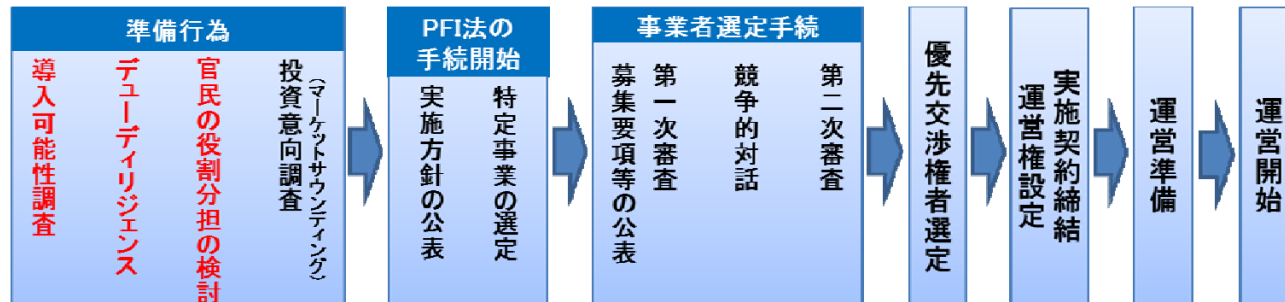 準備行為
導入可能性調査
デューディリジェンス
官民の役割分担の検討
投資意向調査
（マーケットサウンディング）
PFI法の
手続開始
実施方針の公表
特定事業の選定
事業者選定手続
募集要項等の公表
第一次審査
競争的対話
第二次審査
優先交渉権者選定
運営権設定
実施契約締結
運営準備
運営開始